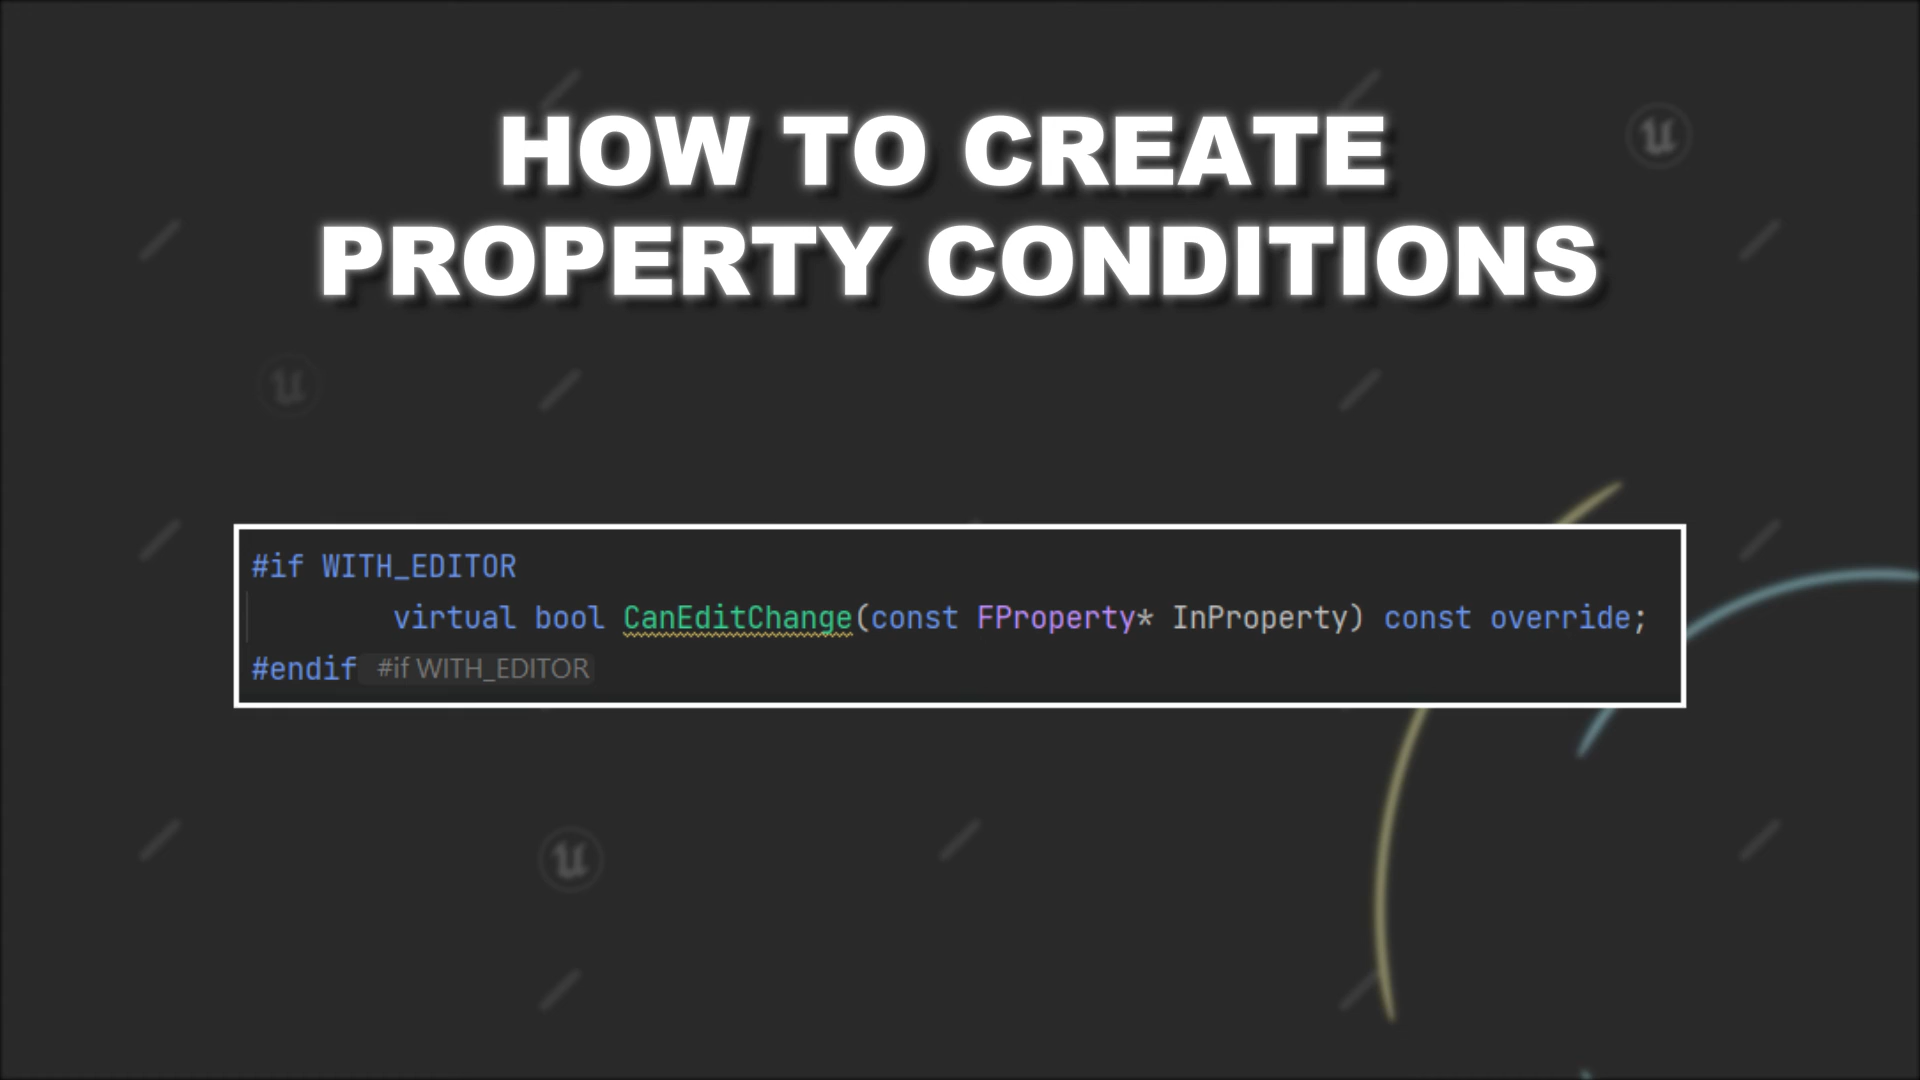 HOW TO CREATE
PROPERTY CONDITIONS
#if WITH_EDITOR
virtual bool CanEditChange(const FProperty* InProperty) const override;
#endif #if WITH_EDITOR